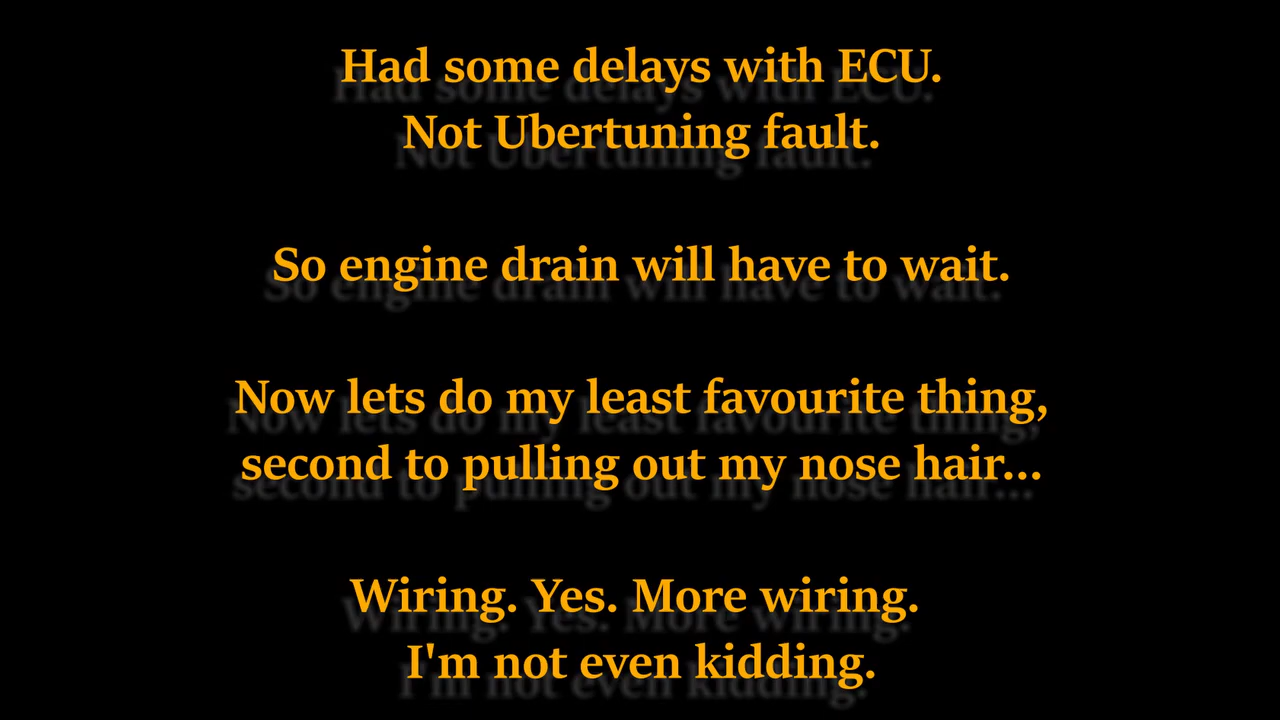 Had some delays with ECU.
Not Ubertuning fault.
So engine drain will have to wait.
Now lets do my least favourite thing,
second to pulling out my nose hair...
Wiring. Yes. More wiring.
I'm not even kidding.